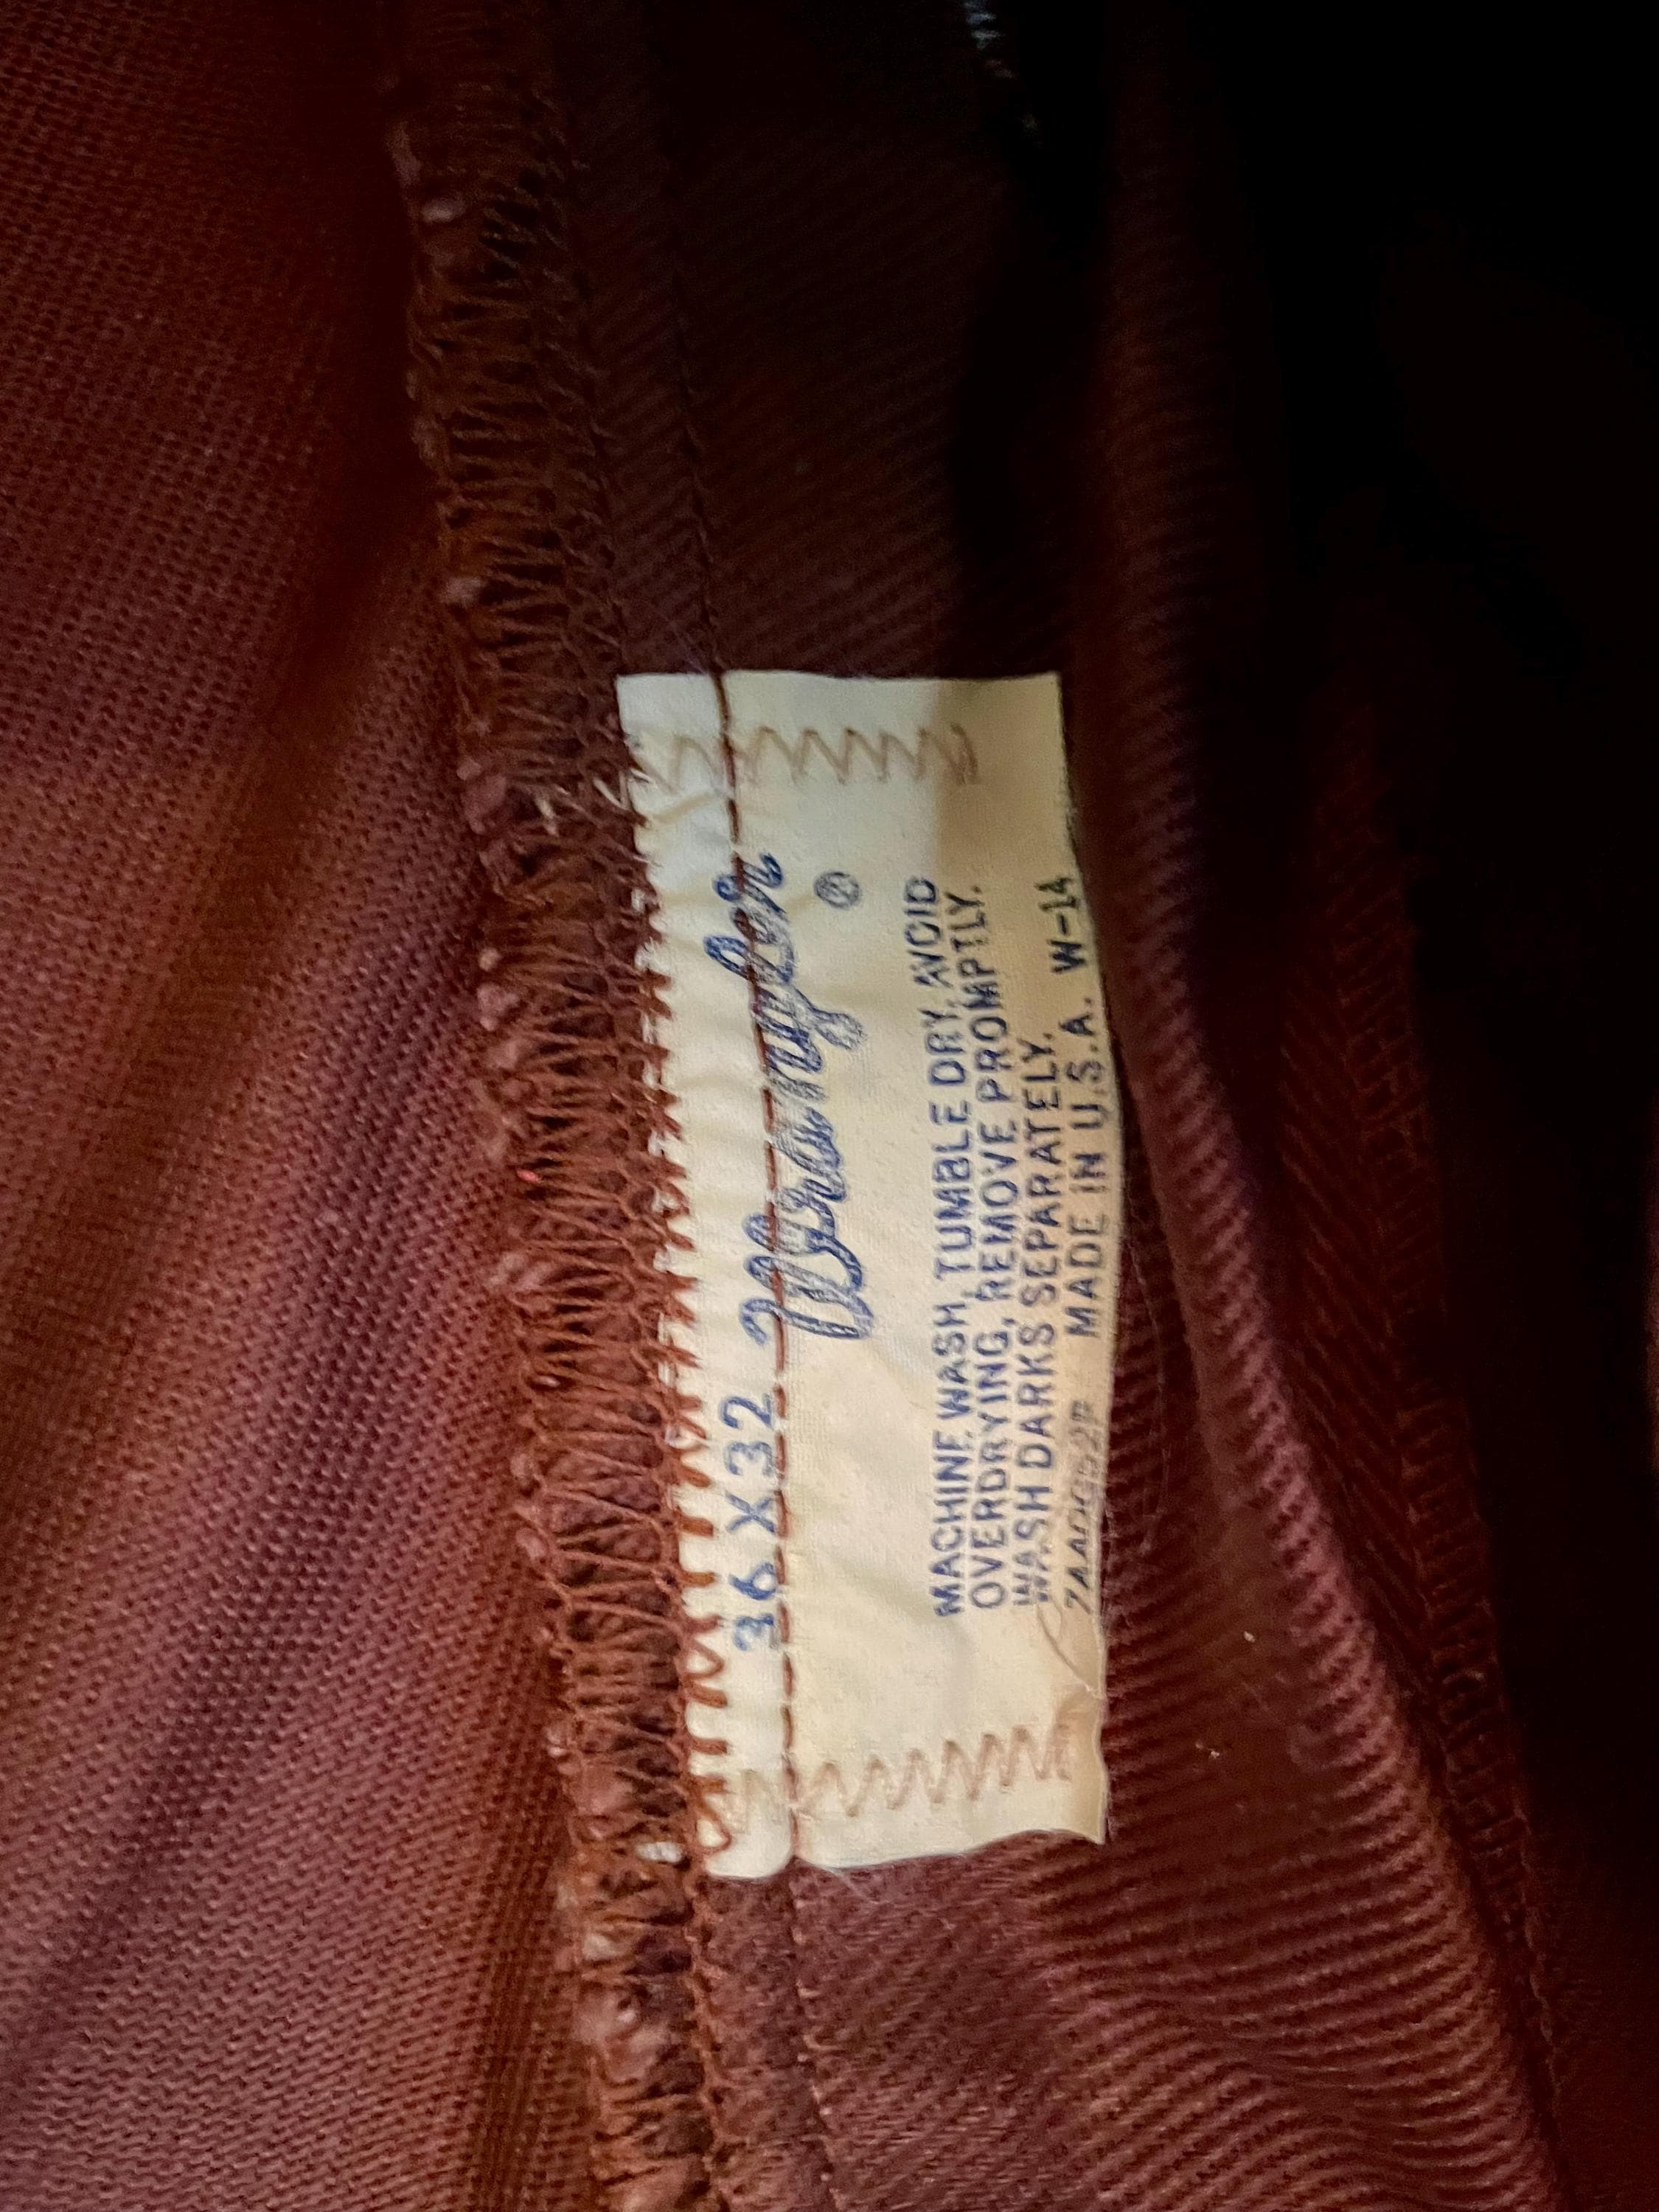 36 X 32 Wrangler ®
MACHINE WASH, TUMBLE DRY, AVOID
OVERDRYING, REMOVE PROMPTLY.
WASH DARKS SEPARATELY.
MADE IN U.S.A. W-14